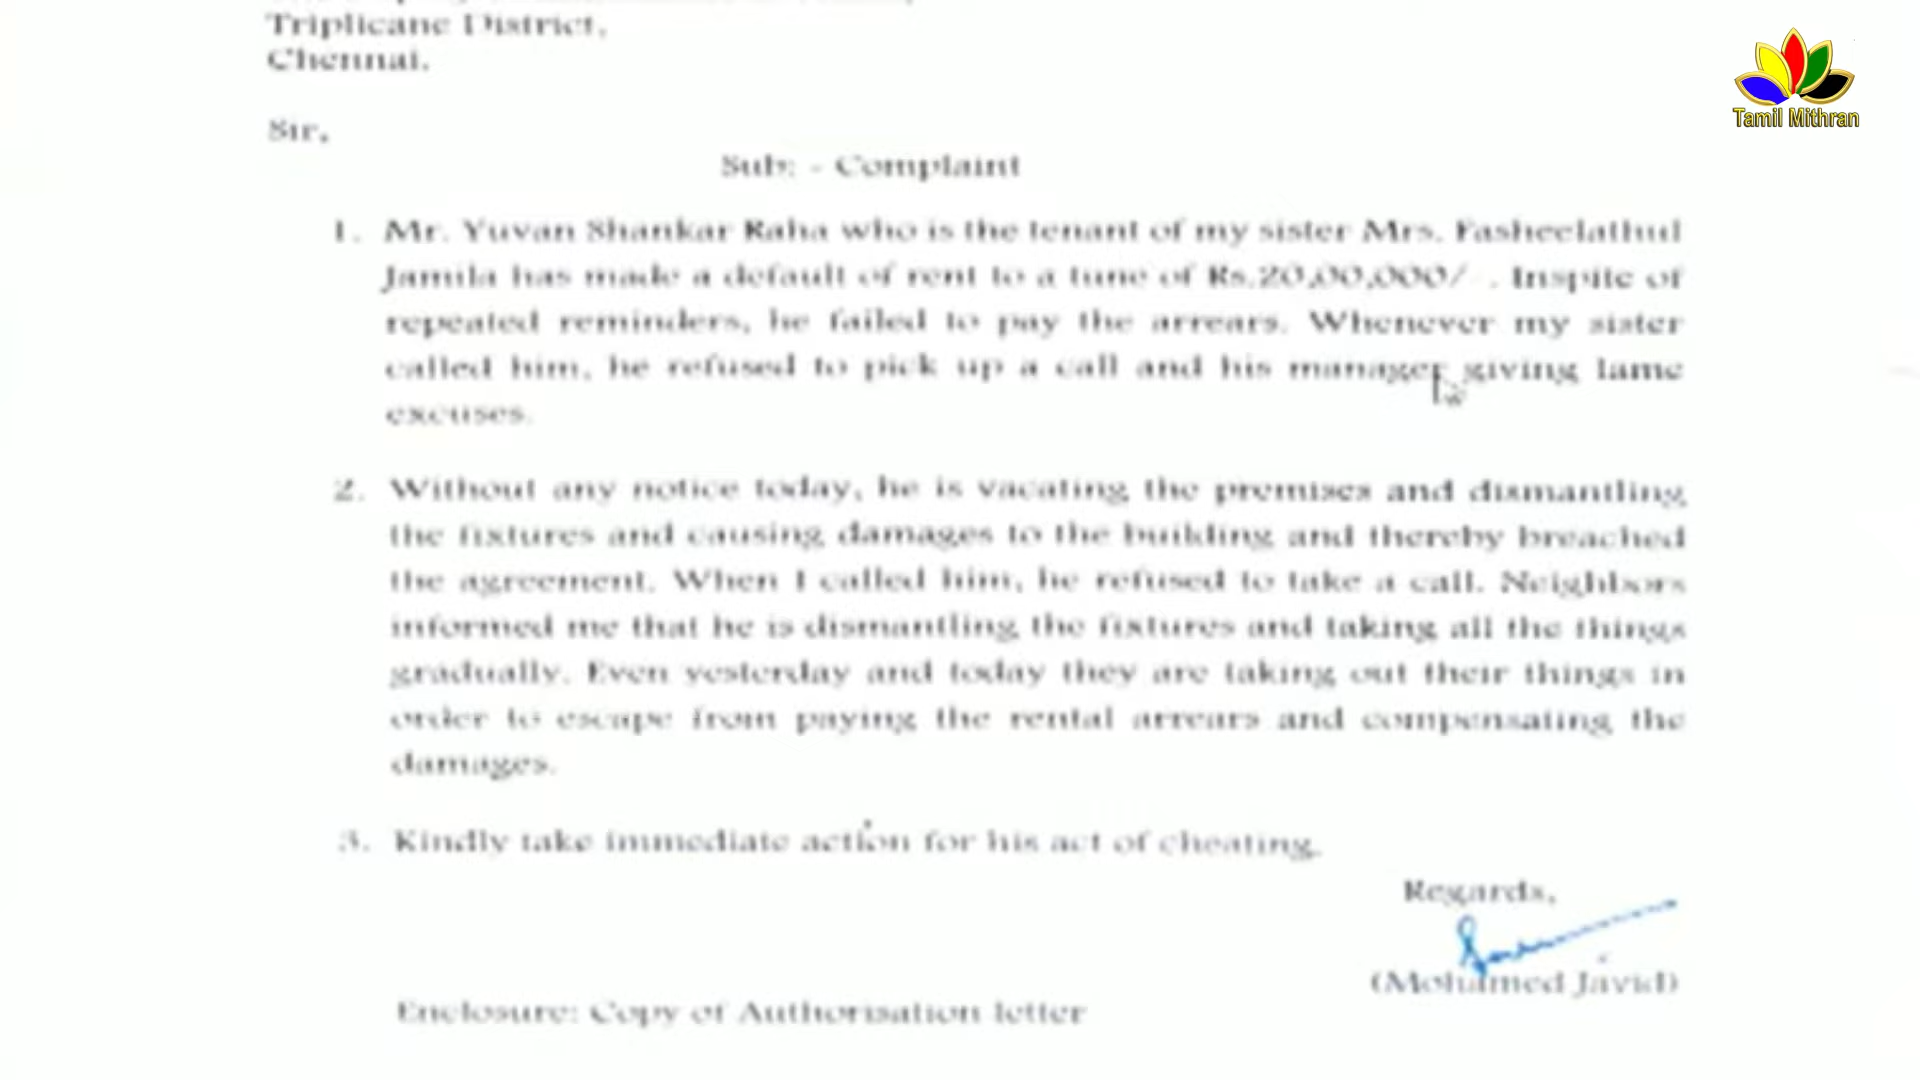 Triplicane District,
Chennai.
Tamil Mithran
Sir,
Sub: - Complaint
1. Mr. Yuvan Shankar Raha who is the tenant of my sister Mrs. Fasheelathul
Jamila has made a default of rent to a tune of Rs.20,00,000/- . Inspite of
repeated reminders, he failed to pay the arrears. Whenever my sister
called him, he refused to pick up a call and his manager giving lame
excuses.
2. Without any notice today, he is vacating the premises and dismantling
the fixtures and causing damages to the building and thereby breached
the agreement. When I called him, he refused to take a call. Neighbors
informed me that he is dismantling the fixtures and taking all the things
gradually. Even yesterday and today they are taking out their things in
order to escape from paying the rental arrears and compensating the
damages.
3. Kindly take immediate action for his act of cheating.
Regards,
(Mohamed Javid)
Enclosure: Copy of Authorisation letter